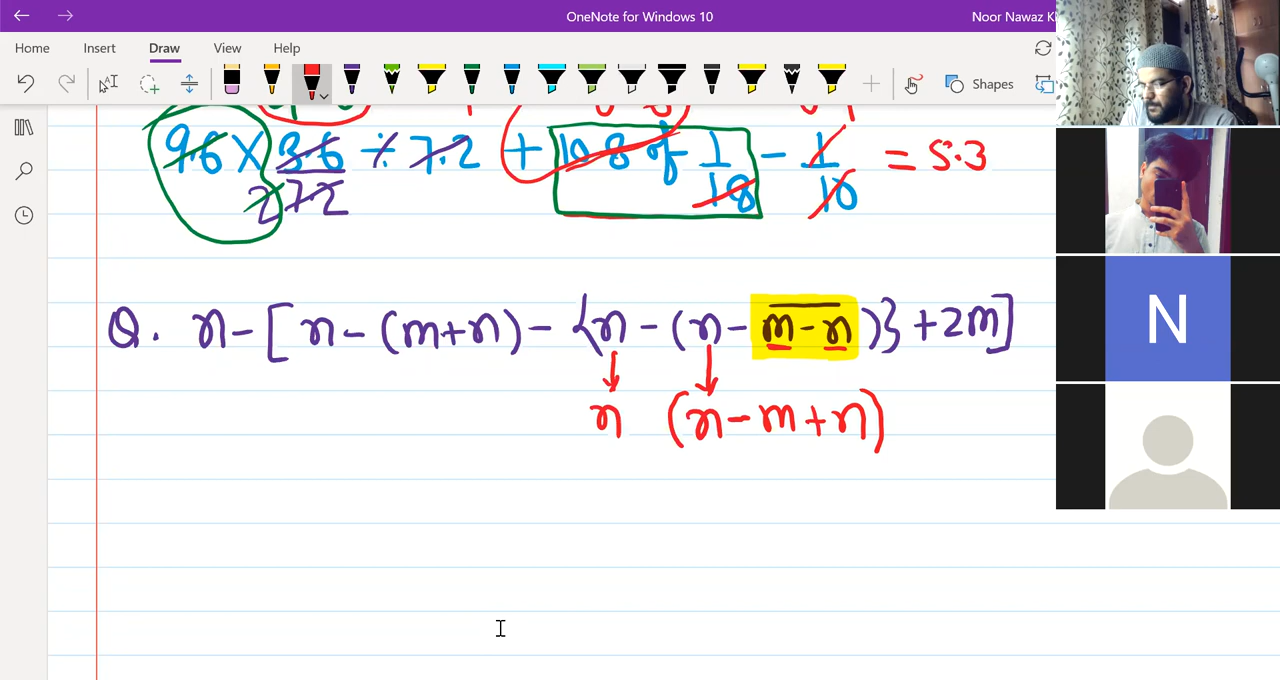 OneNote for Windows 10
Noor Nawaz Kh
Home Insert Draw View Help
Shapes
9.6 × 3.6 ÷ 7.2 + 10.8 of 1/18 - 1/10 = 5.3
2 7.2
Q. n - [n - (m+n) - {n - (n - m - n)} + 2m]
n (n - m + n)
N